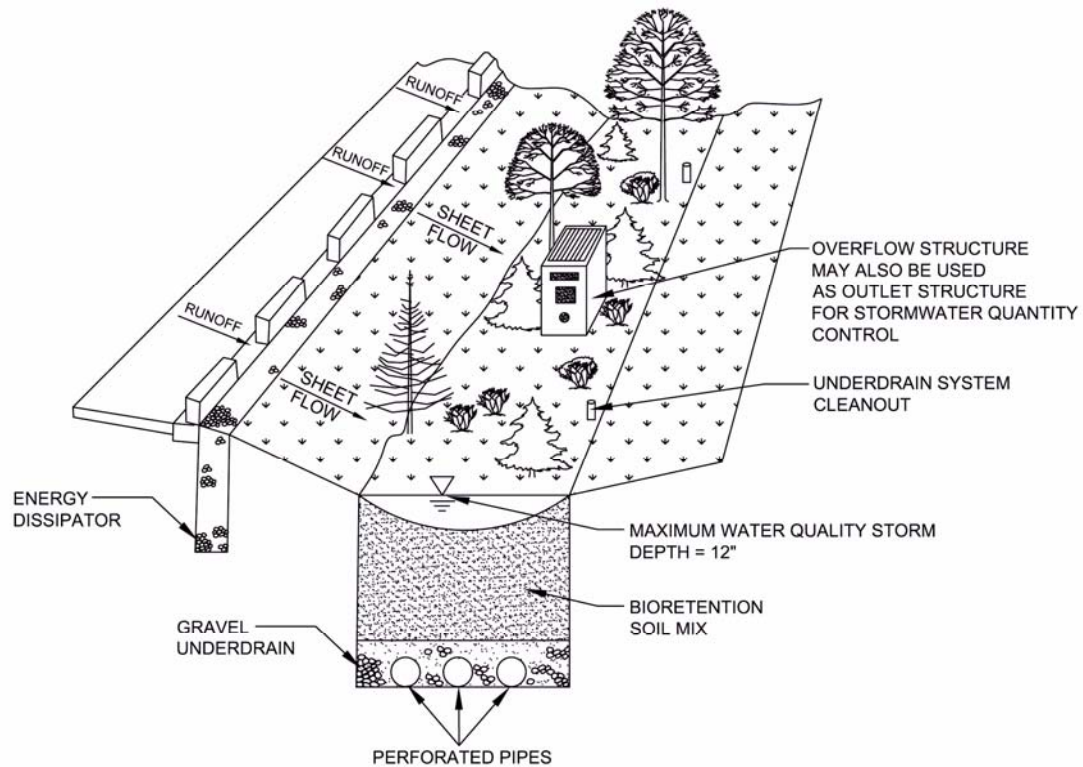 RUNOFF
RUNOFF
SHEET
FLOW
OVERFLOW STRUCTURE
MAY ALSO BE USED
AS OUTLET STRUCTURE
FOR STORMWATER QUANTITY
CONTROL
RUNOFF
SHEET
FLOW
UNDERDRAIN SYSTEM
CLEANOUT
ENERGY
DISSIPATOR
MAXIMUM WATER QUALITY STORM
DEPTH = 12"
BIORETENTION
SOIL MIX
GRAVEL
UNDERDRAIN
PERFORATED PIPES